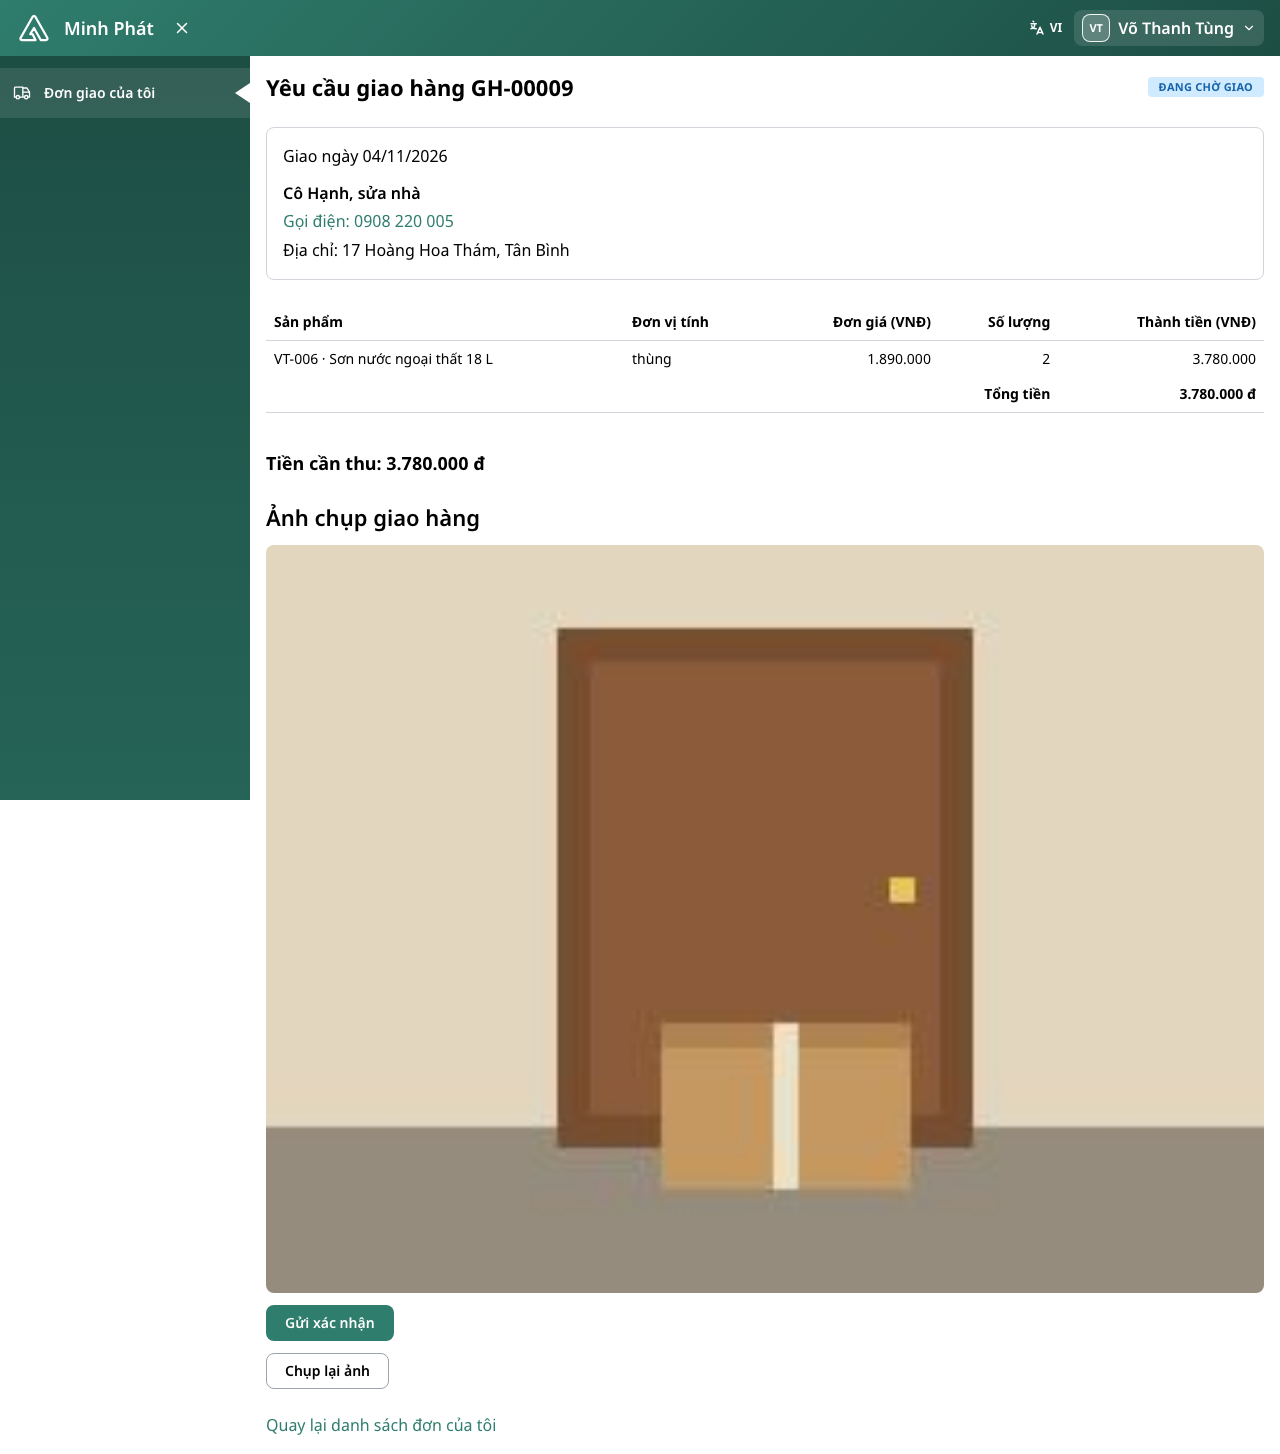 Minh Phát
VI
VT
Võ Thanh Tùng
Đơn giao của tôi
Yêu cầu giao hàng GH-00009
ĐANG CHỜ GIAO
Giao ngày 04/11/2026
Cô Hạnh, sửa nhà
Gọi điện: 0908 220 005
Địa chỉ: 17 Hoàng Hoa Thám, Tân Bình
Sản phẩm Đơn vị tính Đơn giá (VNĐ) Số lượng Thành tiền (VNĐ)
VT-006 · Sơn nước ngoại thất 18 L thùng 1.890.000 2 3.780.000
Tổng tiền 3.780.000 đ
Tiền cần thu: 3.780.000 đ
Ảnh chụp giao hàng
Gửi xác nhận
Chụp lại ảnh
Quay lại danh sách đơn của tôi